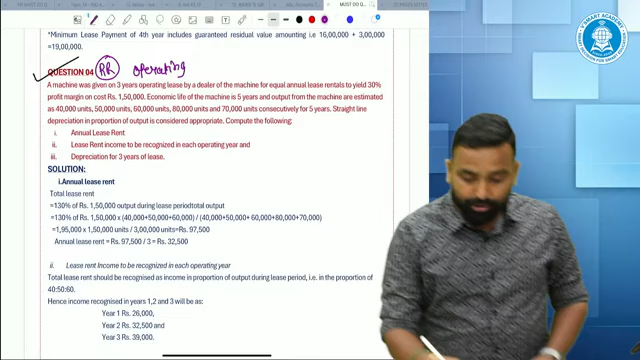 *Minimum Lease Payment of 4th year includes guaranteed residual value amounting i.e 16,00,000 + 3,00,000
=19,00,000.
QUESTION 04 RR operating
A machine was given on 3 years operating lease by a dealer of the machine for equal annual lease rentals to yield 30%
profit margin on cost Rs. 1,50,000. Economic life of the machine is 5 years and output from the machine are estimated
as 40,000 units, 50,000 units, 60,000 units, 80,000 units and 70,000 units consecutively for 5 years. Straight line
depreciation in proportion of output is considered appropriate. Compute the following:
i. Annual Lease Rent
ii. Lease Rent income to be recognized in each operating year and
iii. Depreciation for 3 years of lease.
SOLUTION:
i.Annual lease rent
Total lease rent
=130% of Rs. 1,50,000 output during lease periodtotal output
=130% of Rs. 1,50,000 x (40,000+50,000+60,000) / (40,000+50,000+ 60,000+80,000+70,000)
=1,95,000 x 1,50,000 units / 3,00,000 units=Rs. 97,500
Annual lease rent = Rs. 97,500 / 3 = Rs. 32,500
ii. Lease rent Income to be recognized in each operating year
Total lease rent should be recognised as income in proportion of output during lease period, i.e. in the proportion of
40:50:60.
Hence income recognised in years 1,2 and 3 will be as:
Year 1 Rs. 26,000,
Year 2 Rs. 32,500 and
Year 3 Rs. 39,000.
V'SMART ACADEMY